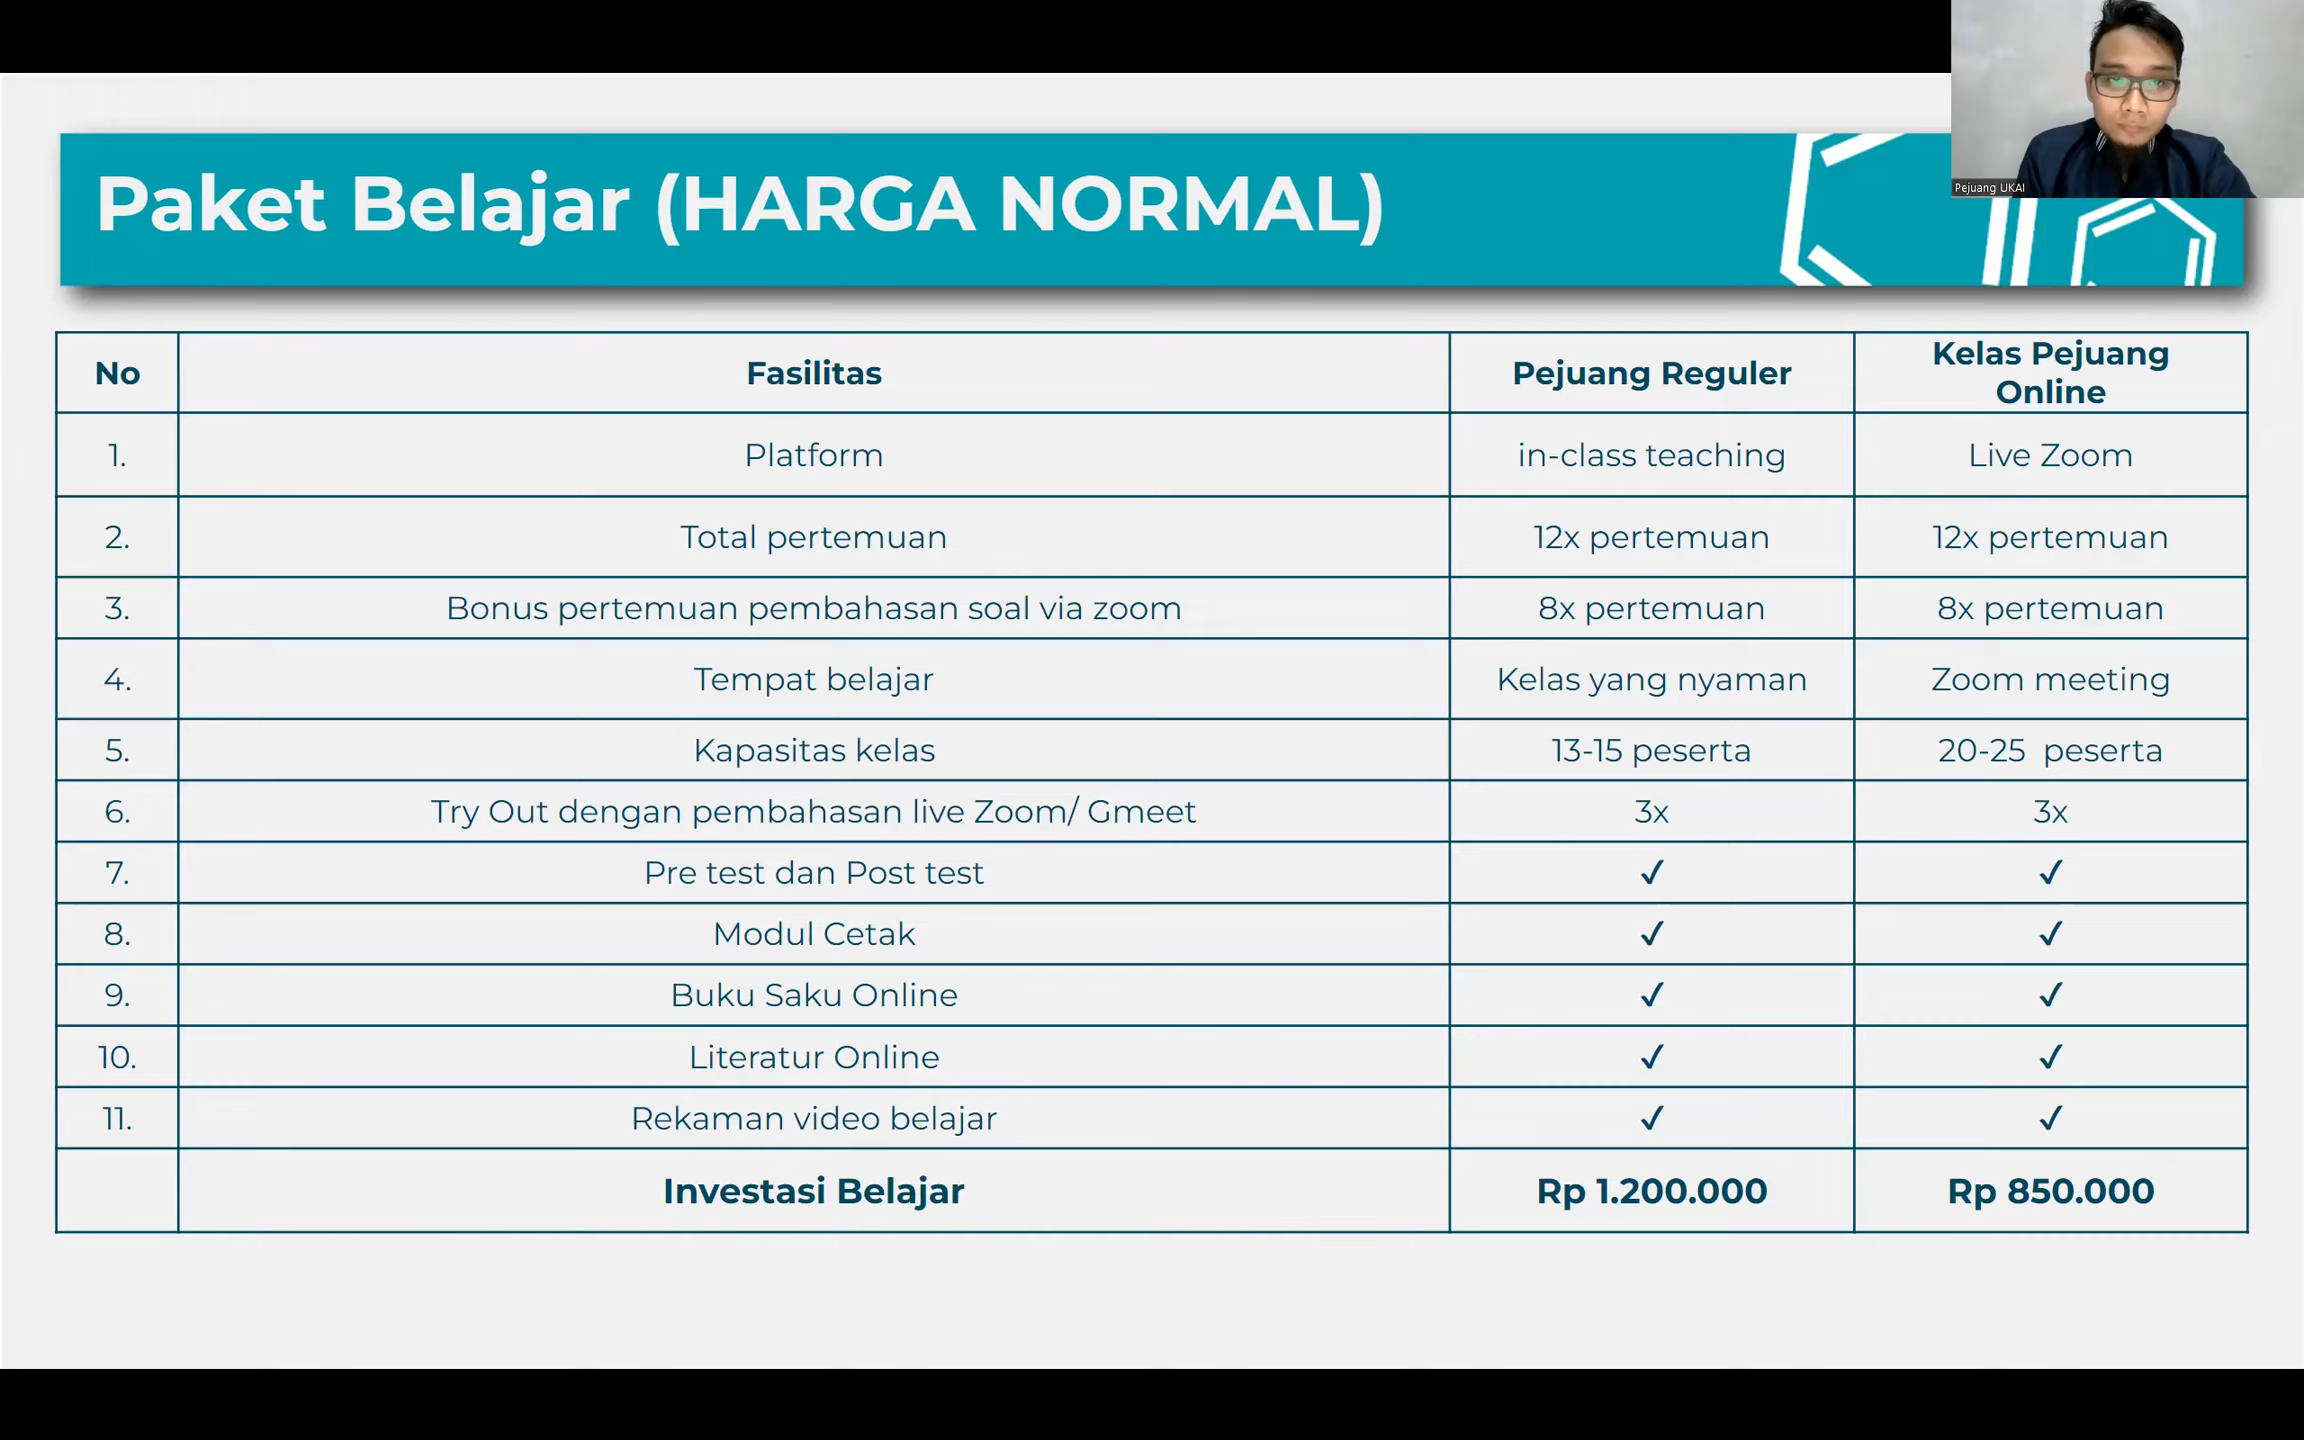 Pejuang UKAI
Paket Belajar (HARGA NORMAL)
No Fasilitas Pejuang Reguler Kelas Pejuang
Online
1. Platform in-class teaching Live Zoom
2. Total pertemuan 12x pertemuan 12x pertemuan
3. Bonus pertemuan pembahasan soal via zoom 8x pertemuan 8x pertemuan
4. Tempat belajar Kelas yang nyaman Zoom meeting
5. Kapasitas kelas 13-15 peserta 20-25 peserta
6. Try Out dengan pembahasan live Zoom/ Gmeet 3x 3x
7. Pre test dan Post test ✓ ✓
8. Modul Cetak ✓ ✓
9. Buku Saku Online ✓ ✓
10. Literatur Online ✓ ✓
11. Rekaman video belajar ✓ ✓
Investasi Belajar Rp 1.200.000 Rp 850.000